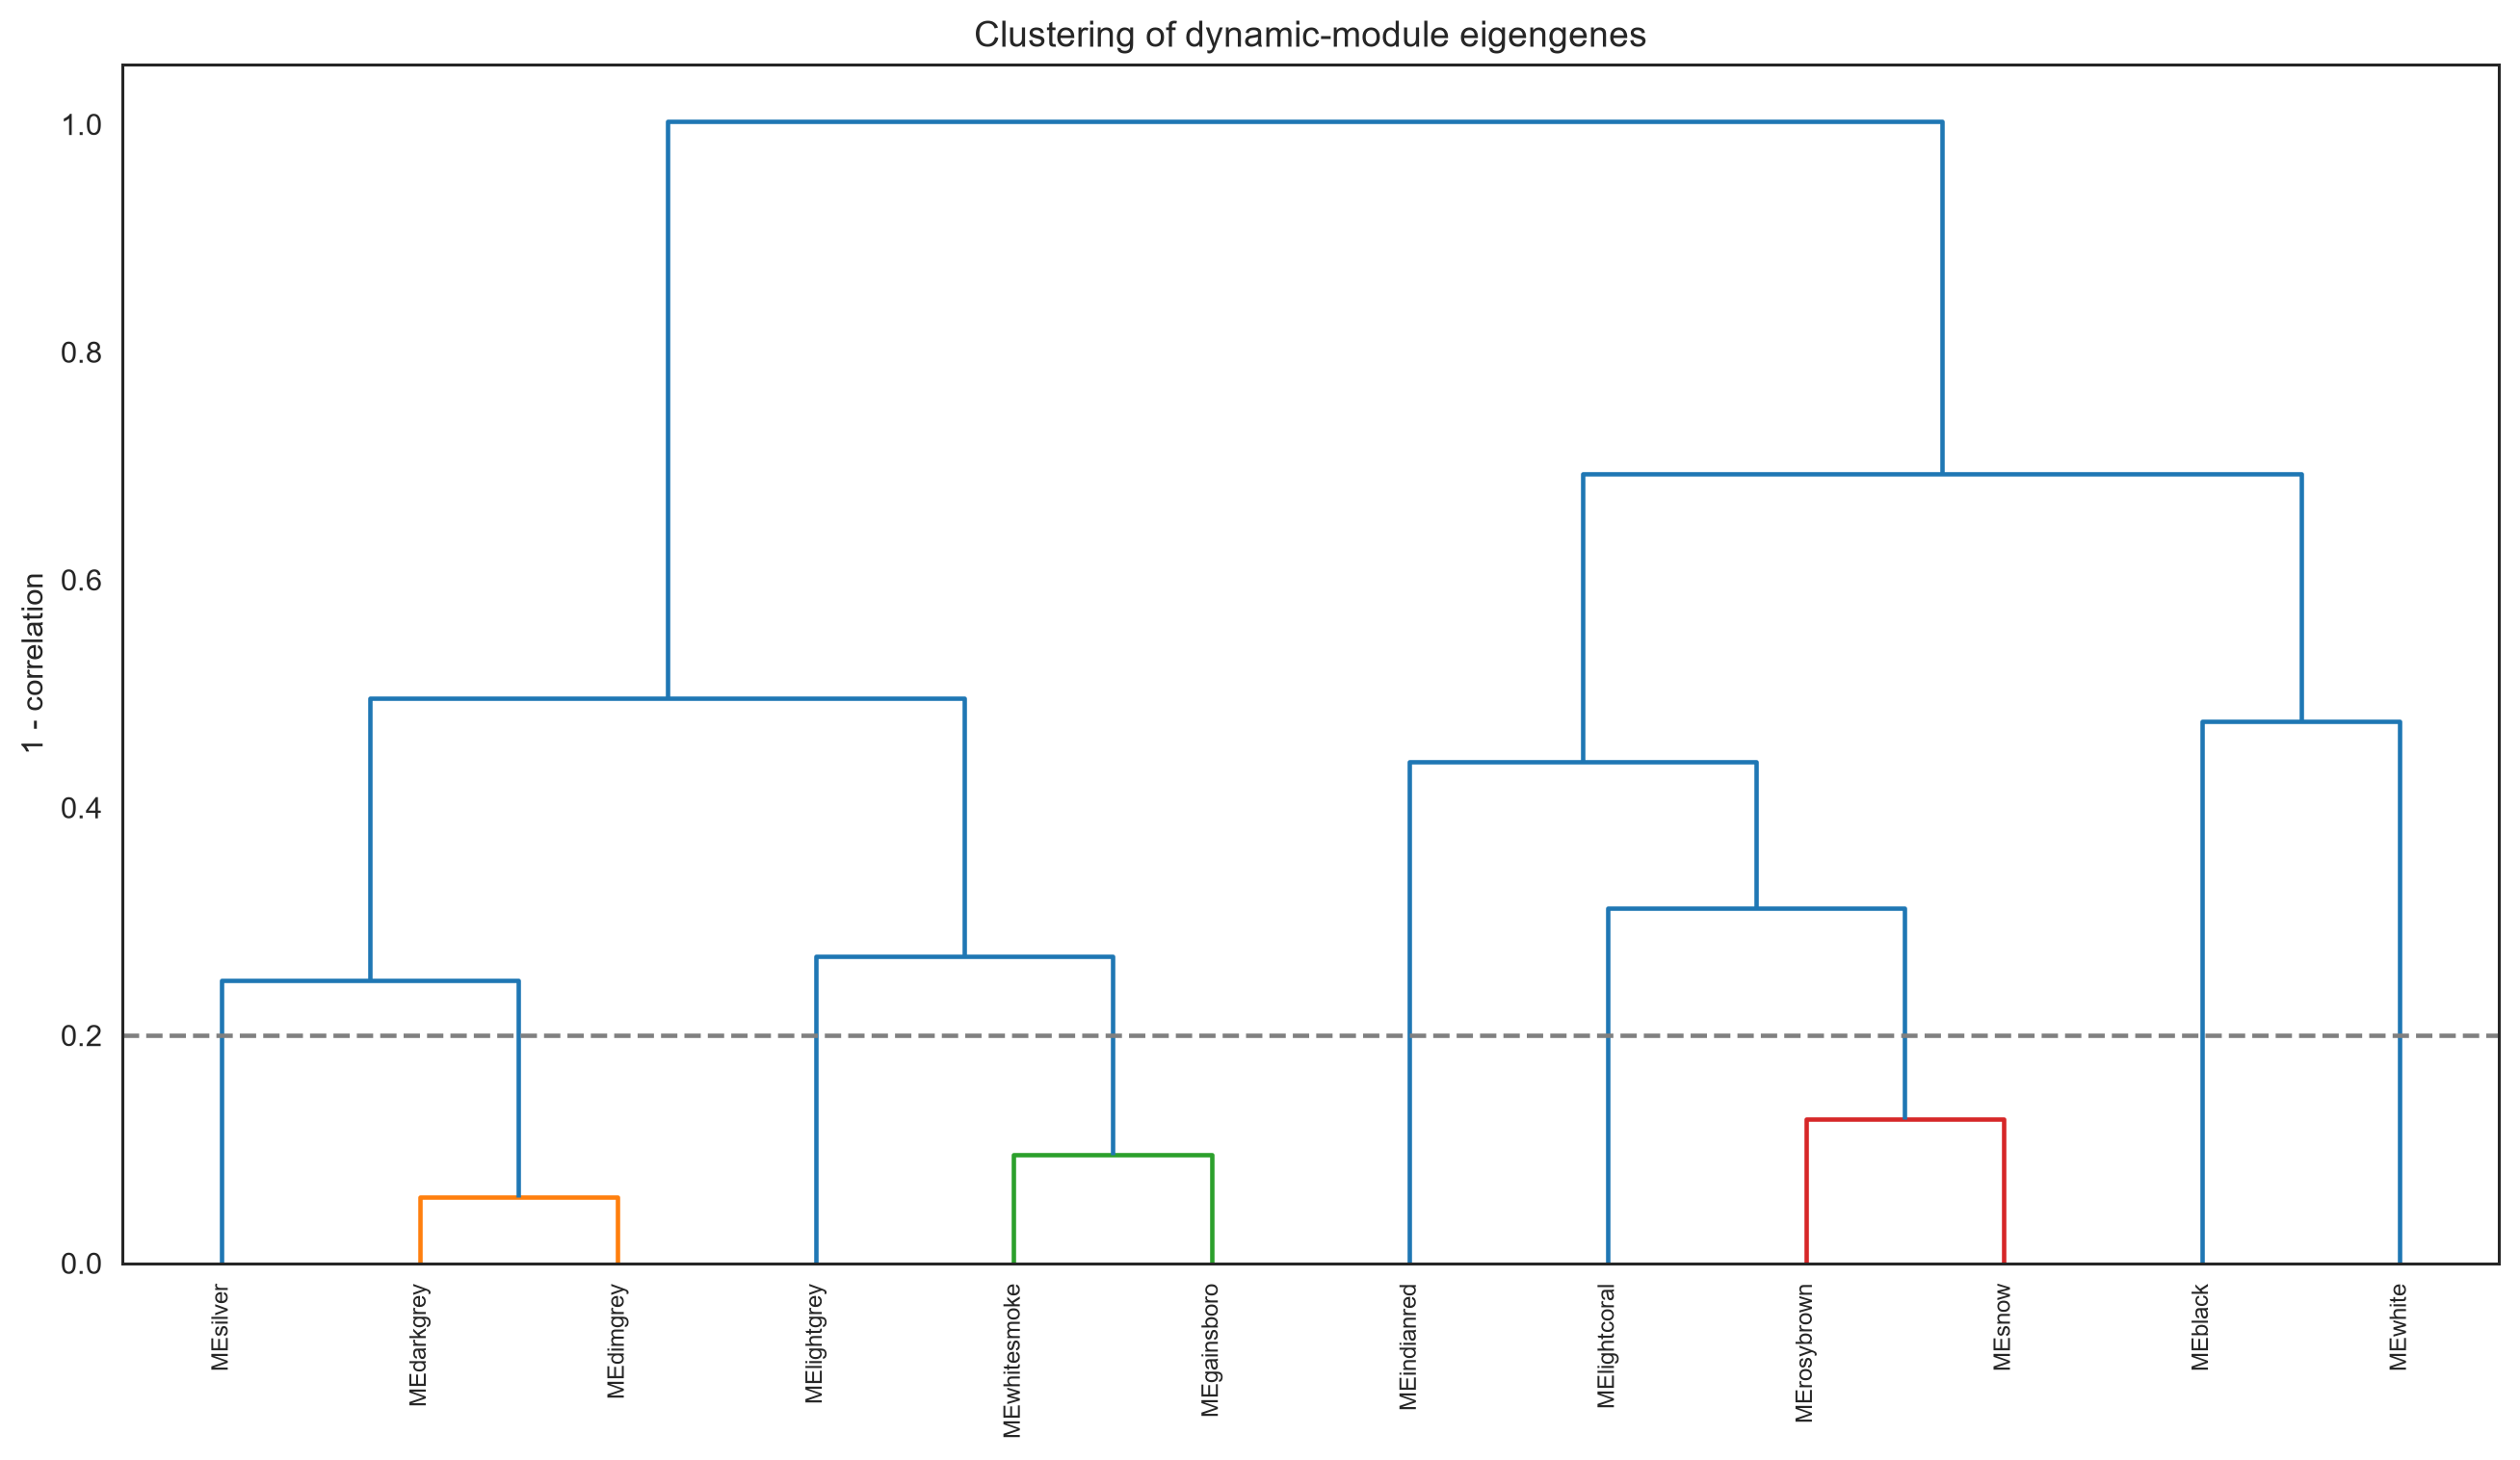 Clustering of dynamic-module eigengenes
1.0
0.8
0.6
0.4
0.2
0.0
1 - correlation
MEsilver
MEdarkgrey
MEdimgrey
MElightgrey
MEwhitesmoke
MEgainsboro
MEindianred
MElightcoral
MErosybrown
MEsnow
MEblack
MEwhite